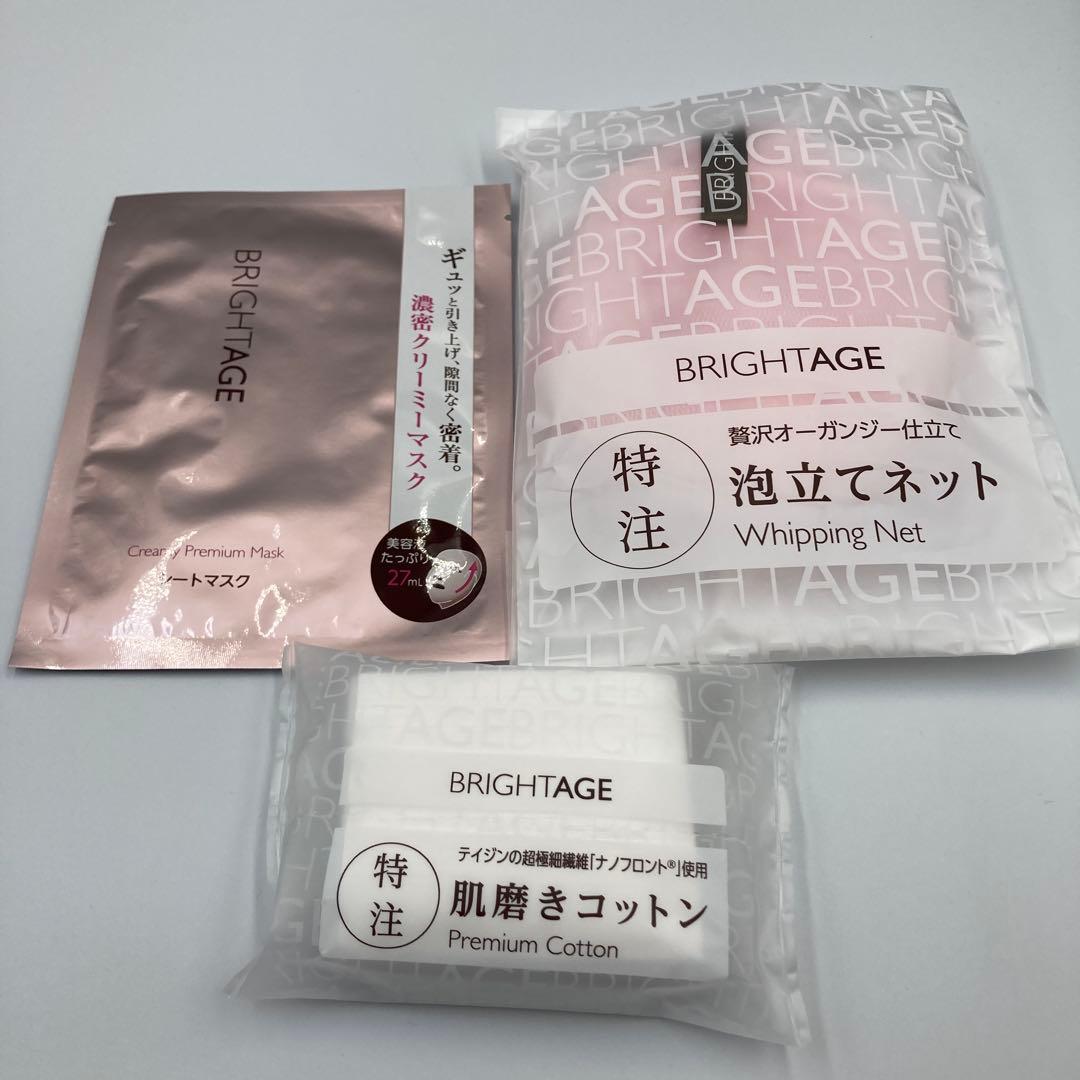 BRIGHTAGE
ギュッと引き上げ、隙間なく密着。
濃密クリーミーマスク
美容液
たっぷり
27mL
Creamy Premium Mask
シートマスク
BRIGHTAGE
BRIGHTAGE
特注
贅沢オーガンジー仕立て
泡立てネット
Whipping Net
BRIGHTAGE
特注
テイジンの超極細繊維「ナノフロント®」使用
肌磨きコットン
Premium Cotton